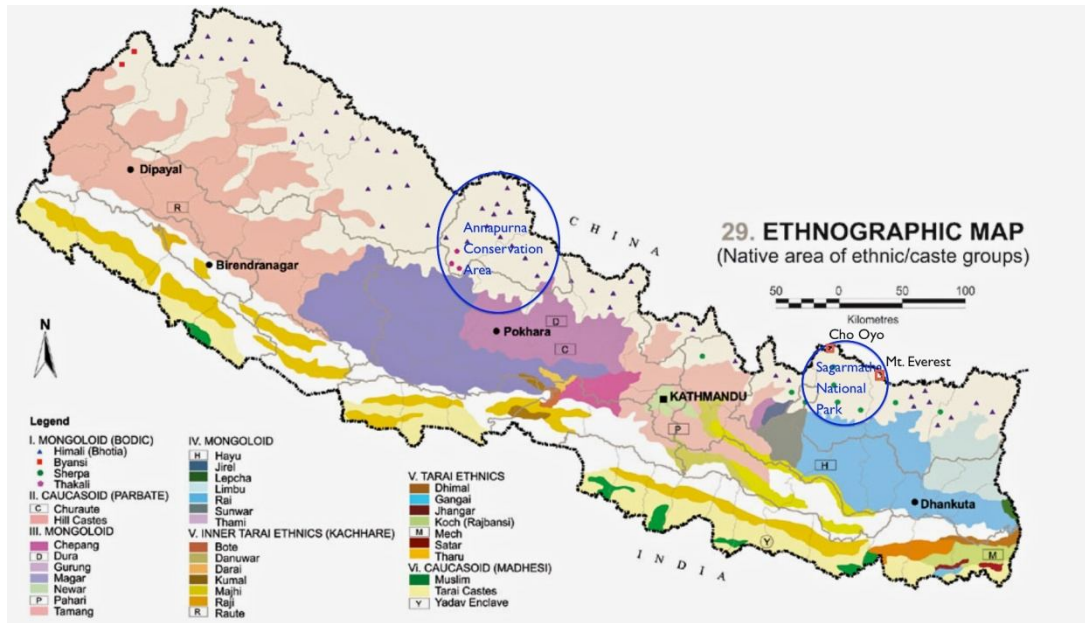 29. ETHNOGRAPHIC MAP
(Native area of ethnic/caste groups)
50 0 50 100
Kilometres
CHINA
Dipayal
R
Birendranagar
Annapurna
Conservation
Area
D
Pokhara
C
N
Cho Oyo
Mt. Everest
Sagarmatha
National
Park
KATHMANDU
P
H
Dhankuta
Y
M
INDIA
Legend
I. MONGOLOID (BODIC)
Himali (Bhotia)
Byansi
Sherpa
Thakali
II. CAUCASOID (PARBATE)
C Churaute
Hill Castes
III. MONGOLOID
Chepang
D Dura
Gurung
Magar
Newar
P Pahari
Tamang
IV. MONGOLOID
H Hayu
Jirel
Lepcha
Limbu
Rai
Sunwar
Thami
V. INNER TARAI ETHNICS (KACHHARE)
Bote
Danuwar
Darai
Kumal
Majhi
Raji
R Raute
V. TARAI ETHNICS
Dhimal
Gangai
Jhangar
Koch (Rajbansi)
M Mech
Satar
Tharu
VI. CAUCASOID (MADHESI)
Muslim
Tarai Castes
Y Yadav Enclave